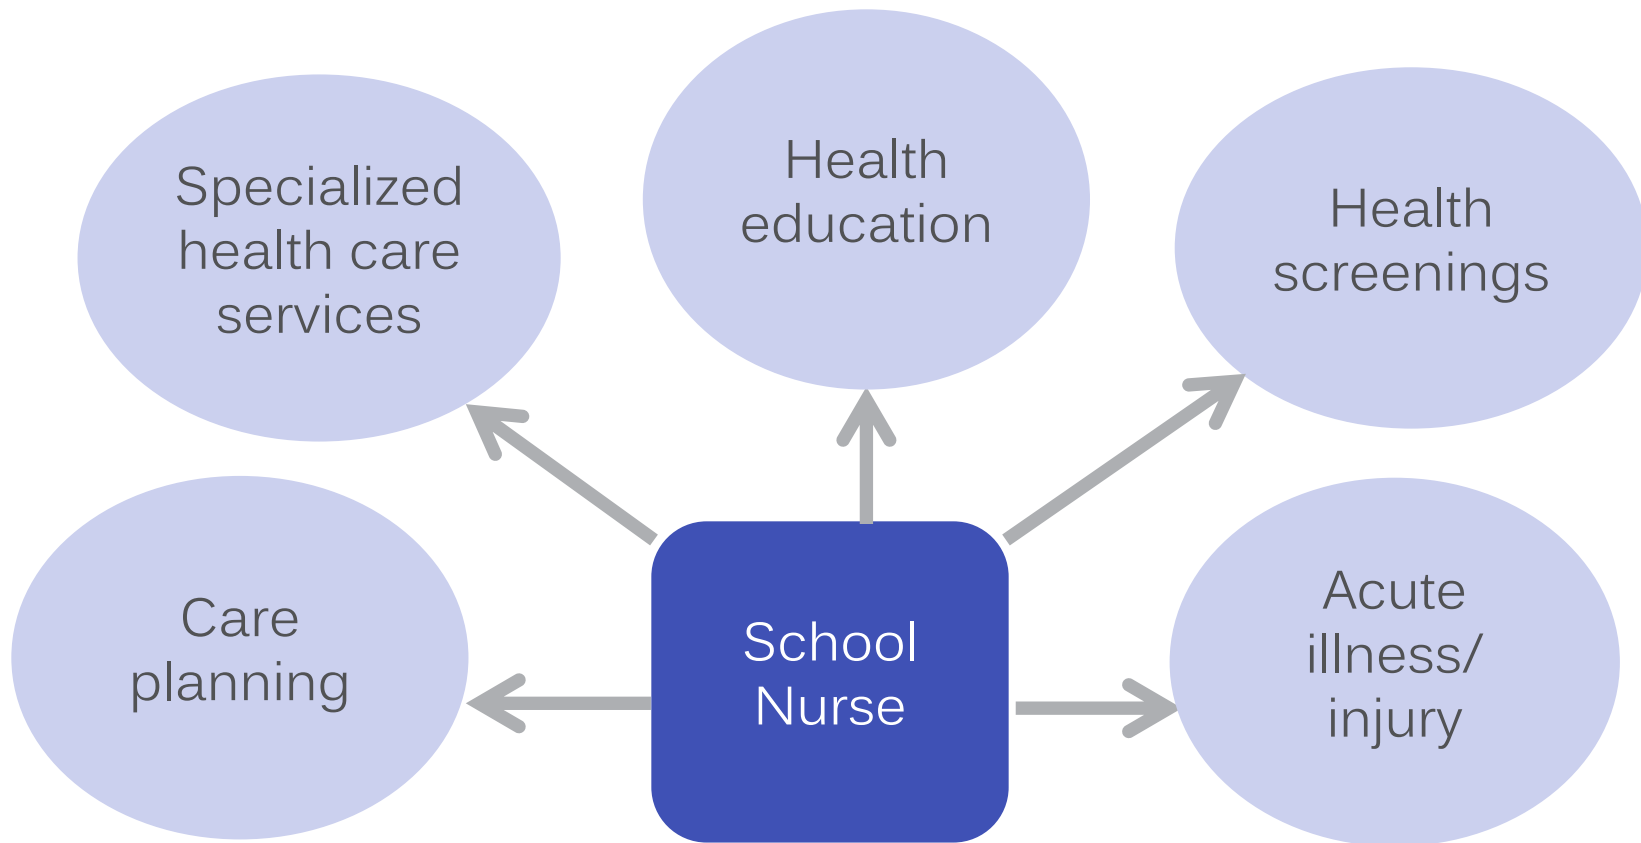 Specialized
health care
services
Health
education
Health
screenings
Care
planning
School
Nurse
Acute
illness/
injury